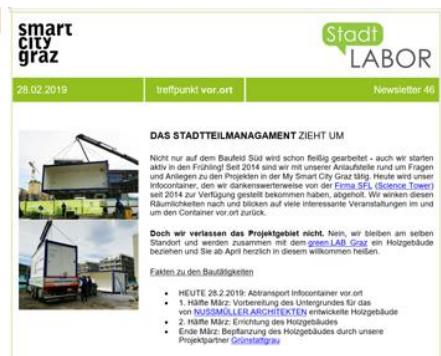 smart
city
graz
Stadt
LABOR
28.02.2019
treffpunkt vor.ort
Newsletter 46
DAS STADTTEILMANAGAMENT ZIEHT UM
Nicht nur auf dem Baufeld Süd wird schon fleißig gearbeitet - auch wir starten
aktiv in den Frühling! Seit 2014 sind wir mit unserer Anlaufstelle rund um Fragen
und Anliegen zu den Projekten in der My Smart City Graz tätig. Heute wird unser
Infocontainer, den wir dankenswerterweise von der Firma SFL (Science Tower)
seit 2014 zur Verfügung gestellt bekommen haben, abgeholt. Wir winken diesen
Räumlichkeiten nach und blicken auf viele interessante Veranstaltungen im und
um den Container vor.ort zurück.
Doch wir verlassen das Projektgebiet nicht. Nein, wir bleiben am selben
Standort und werden zusammen mit dem green.LAB Graz ein Holzgebäude
beziehen und Sie ab April herzlich in diesem willkommen heißen.
Fakten zu den Bautätigkeiten
• HEUTE 28.2.2019: Abtransport Infocontainer vor.ort
• 1. Hälfte März: Vorbereitung des Untergrundes für das
von NUSSMÜLLER.ARCHITEKTEN entwickelte Holzgebäude
• 2. Hälfte März: Errichtung des Holzgebäudes
• Ende März: Bepflanzung des Holzgebäudes durch unsere
Projektpartner Grünstattgrau